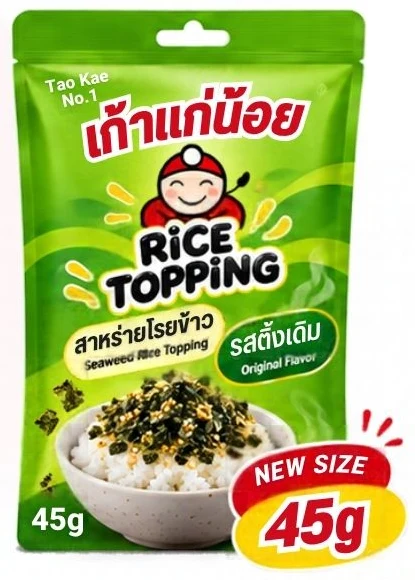 Tao Kae
No.1
เก้าแก่น้อย
RiCE
TOPPiNG
สาหร่ายโรยข้าว
Seaweed Rice Topping
รสติ้งเดิม
Original Flavor
45g
NEW SIZE
45g